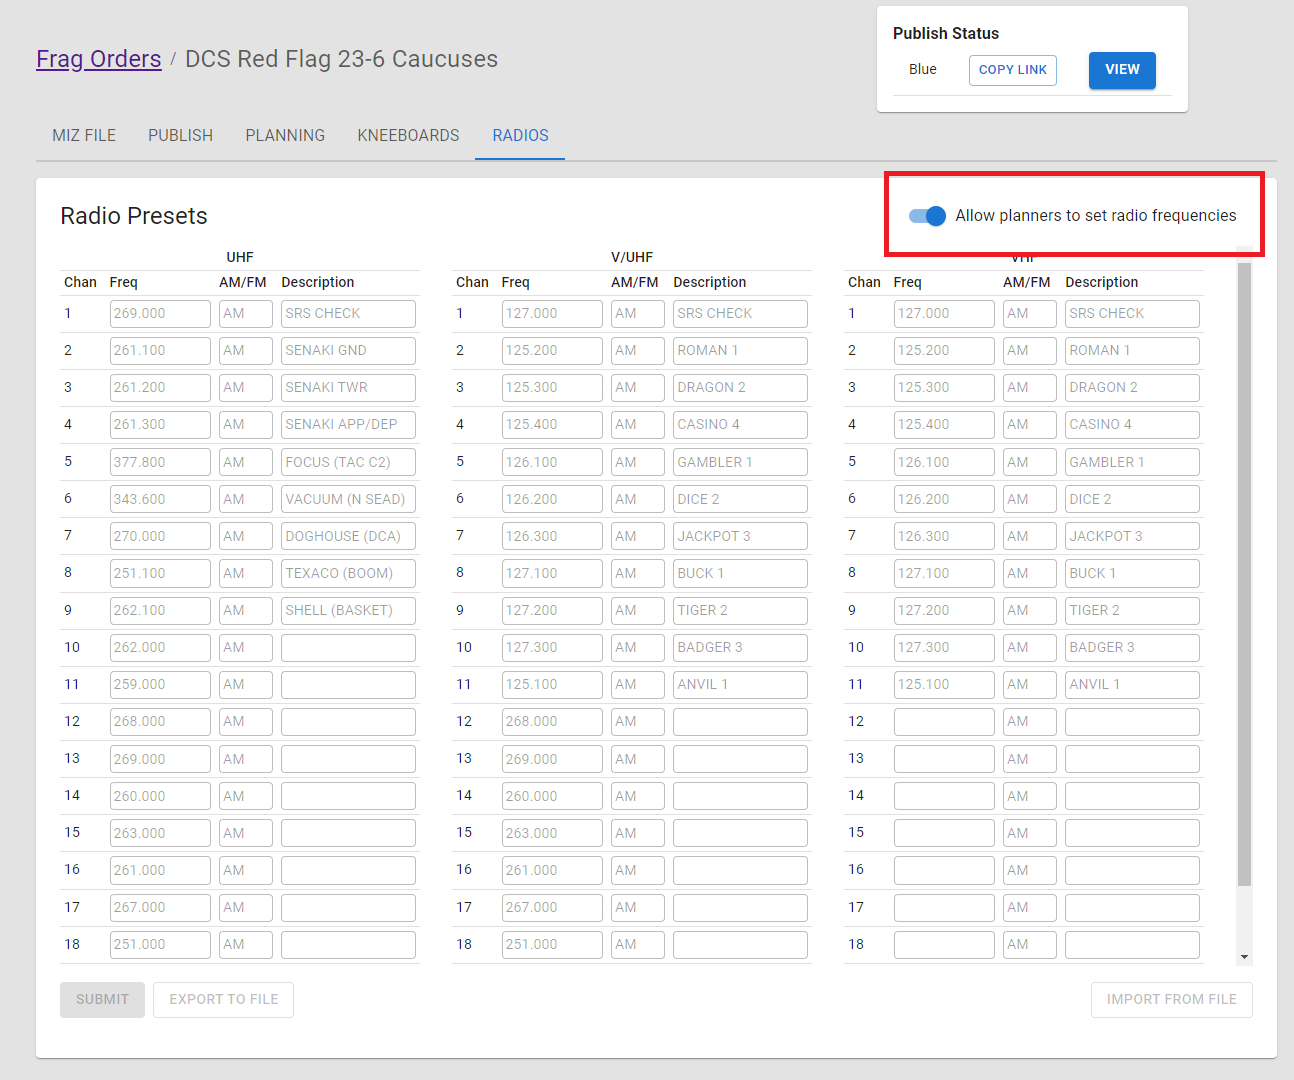 Publish Status
Frag Orders / DCS Red Flag 23-6 Caucuses
Blue COPY LINK VIEW
MIZ FILE PUBLISH PLANNING KNEEBOARDS RADIOS
Radio Presets
Allow planners to set radio frequencies
UHF V/UHF VHF
Chan Freq AM/FM Description Chan Freq AM/FM Description Chan Freq AM/FM Description
1 269.000 AM SRS CHECK 1 127.000 AM SRS CHECK 1 127.000 AM SRS CHECK
2 261.100 AM SENAKI GND 2 125.200 AM ROMAN 1 2 125.200 AM ROMAN 1
3 261.200 AM SENAKI TWR 3 125.300 AM DRAGON 2 3 125.300 AM DRAGON 2
4 261.300 AM SENAKI APP/DEP 4 125.400 AM CASINO 4 4 125.400 AM CASINO 4
5 377.800 AM FOCUS (TAC C2) 5 126.100 AM GAMBLER 1 5 126.100 AM GAMBLER 1
6 343.600 AM VACUUM (N SEAD) 6 126.200 AM DICE 2 6 126.200 AM DICE 2
7 270.000 AM DOGHOUSE (DCA) 7 126.300 AM JACKPOT 3 7 126.300 AM JACKPOT 3
8 251.100 AM TEXACO (BOOM) 8 127.100 AM BUCK 1 8 127.100 AM BUCK 1
9 262.100 AM SHELL (BASKET) 9 127.200 AM TIGER 2 9 127.200 AM TIGER 2
10 262.000 AM 10 127.300 AM BADGER 3 10 127.300 AM BADGER 3
11 259.000 AM 11 125.100 AM ANVIL 1 11 125.100 AM ANVIL 1
12 268.000 AM 12 268.000 AM 12 AM
13 269.000 AM 13 269.000 AM 13 AM
14 260.000 AM 14 260.000 AM 14 AM
15 263.000 AM 15 263.000 AM 15 AM
16 261.000 AM 16 261.000 AM 16 AM
17 267.000 AM 17 267.000 AM 17 AM
18 251.000 AM 18 251.000 AM 18 AM
SUBMIT EXPORT TO FILE IMPORT FROM FILE